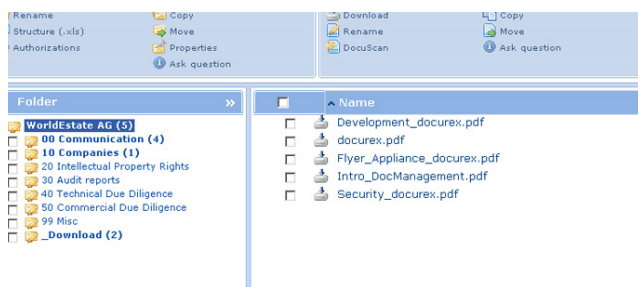 Rename Copy Download Copy
Structure (.xls) Move Rename Move
Authorizations Properties DocuScan Ask question
Ask question
Folder » Name
WorldEstate AG (5)
00 Communication (4)
10 Companies (1)
20 Intellectual Property Rights
30 Audit reports
40 Technical Due Diligence
50 Commercial Due Diligence
99 Misc
_Download (2)
Development_docurex.pdf
docurex.pdf
Flyer_Appliance_docurex.pdf
Intro_DocManagement.pdf
Security_docurex.pdf